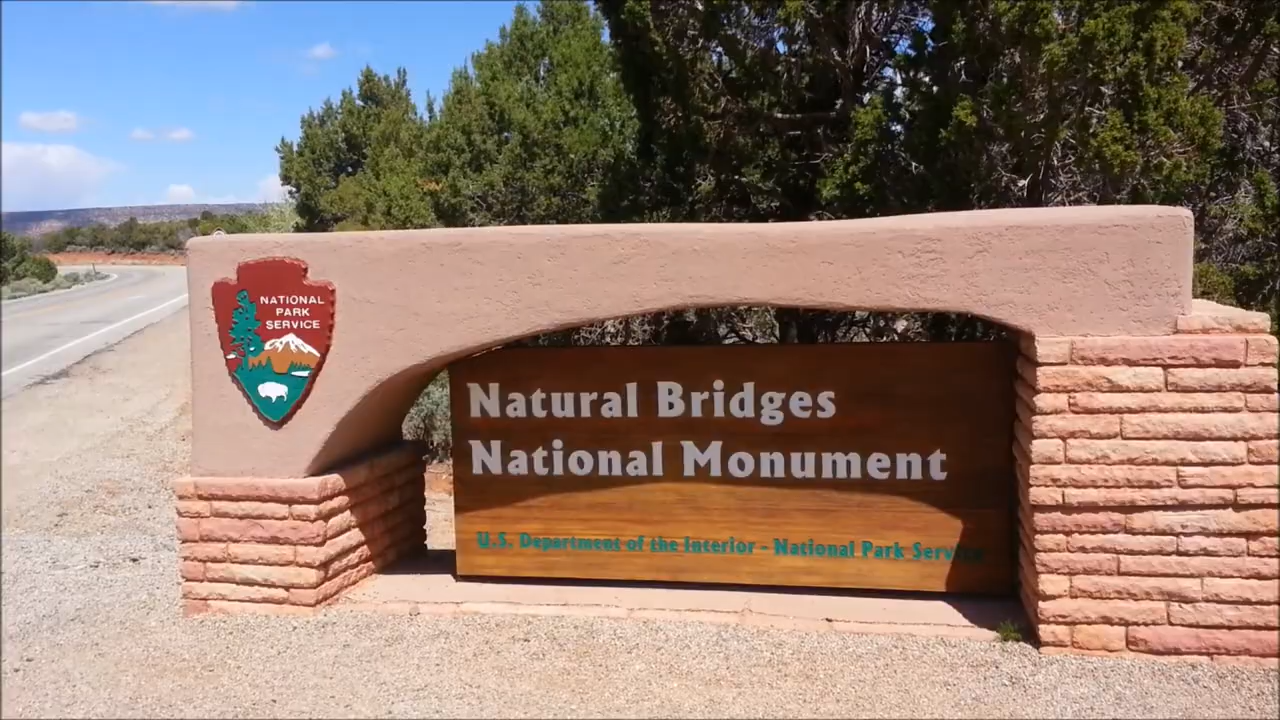 NATIONAL
PARK
SERVICE
Natural Bridges
National Monument
U.S. Department of the Interior - National Park Service